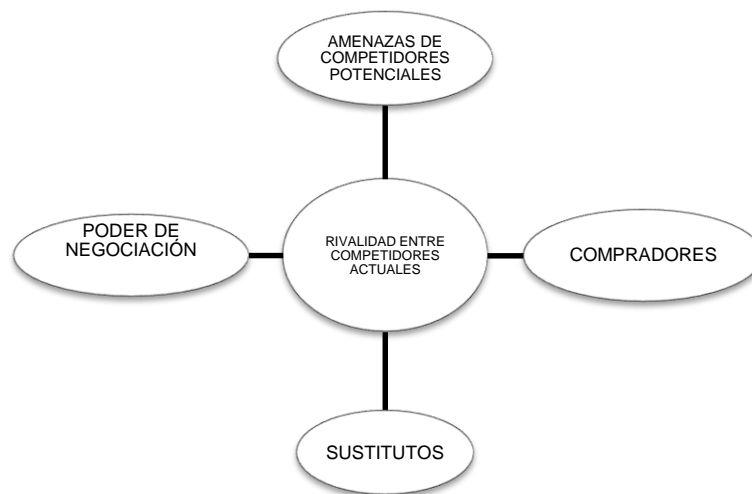 AMENAZAS DE
COMPETIDORES
POTENCIALES
PODER DE
NEGOCIACIÓN
RIVALIDAD ENTRE
COMPETIDORES
ACTUALES
COMPRADORES
SUSTITUTOS